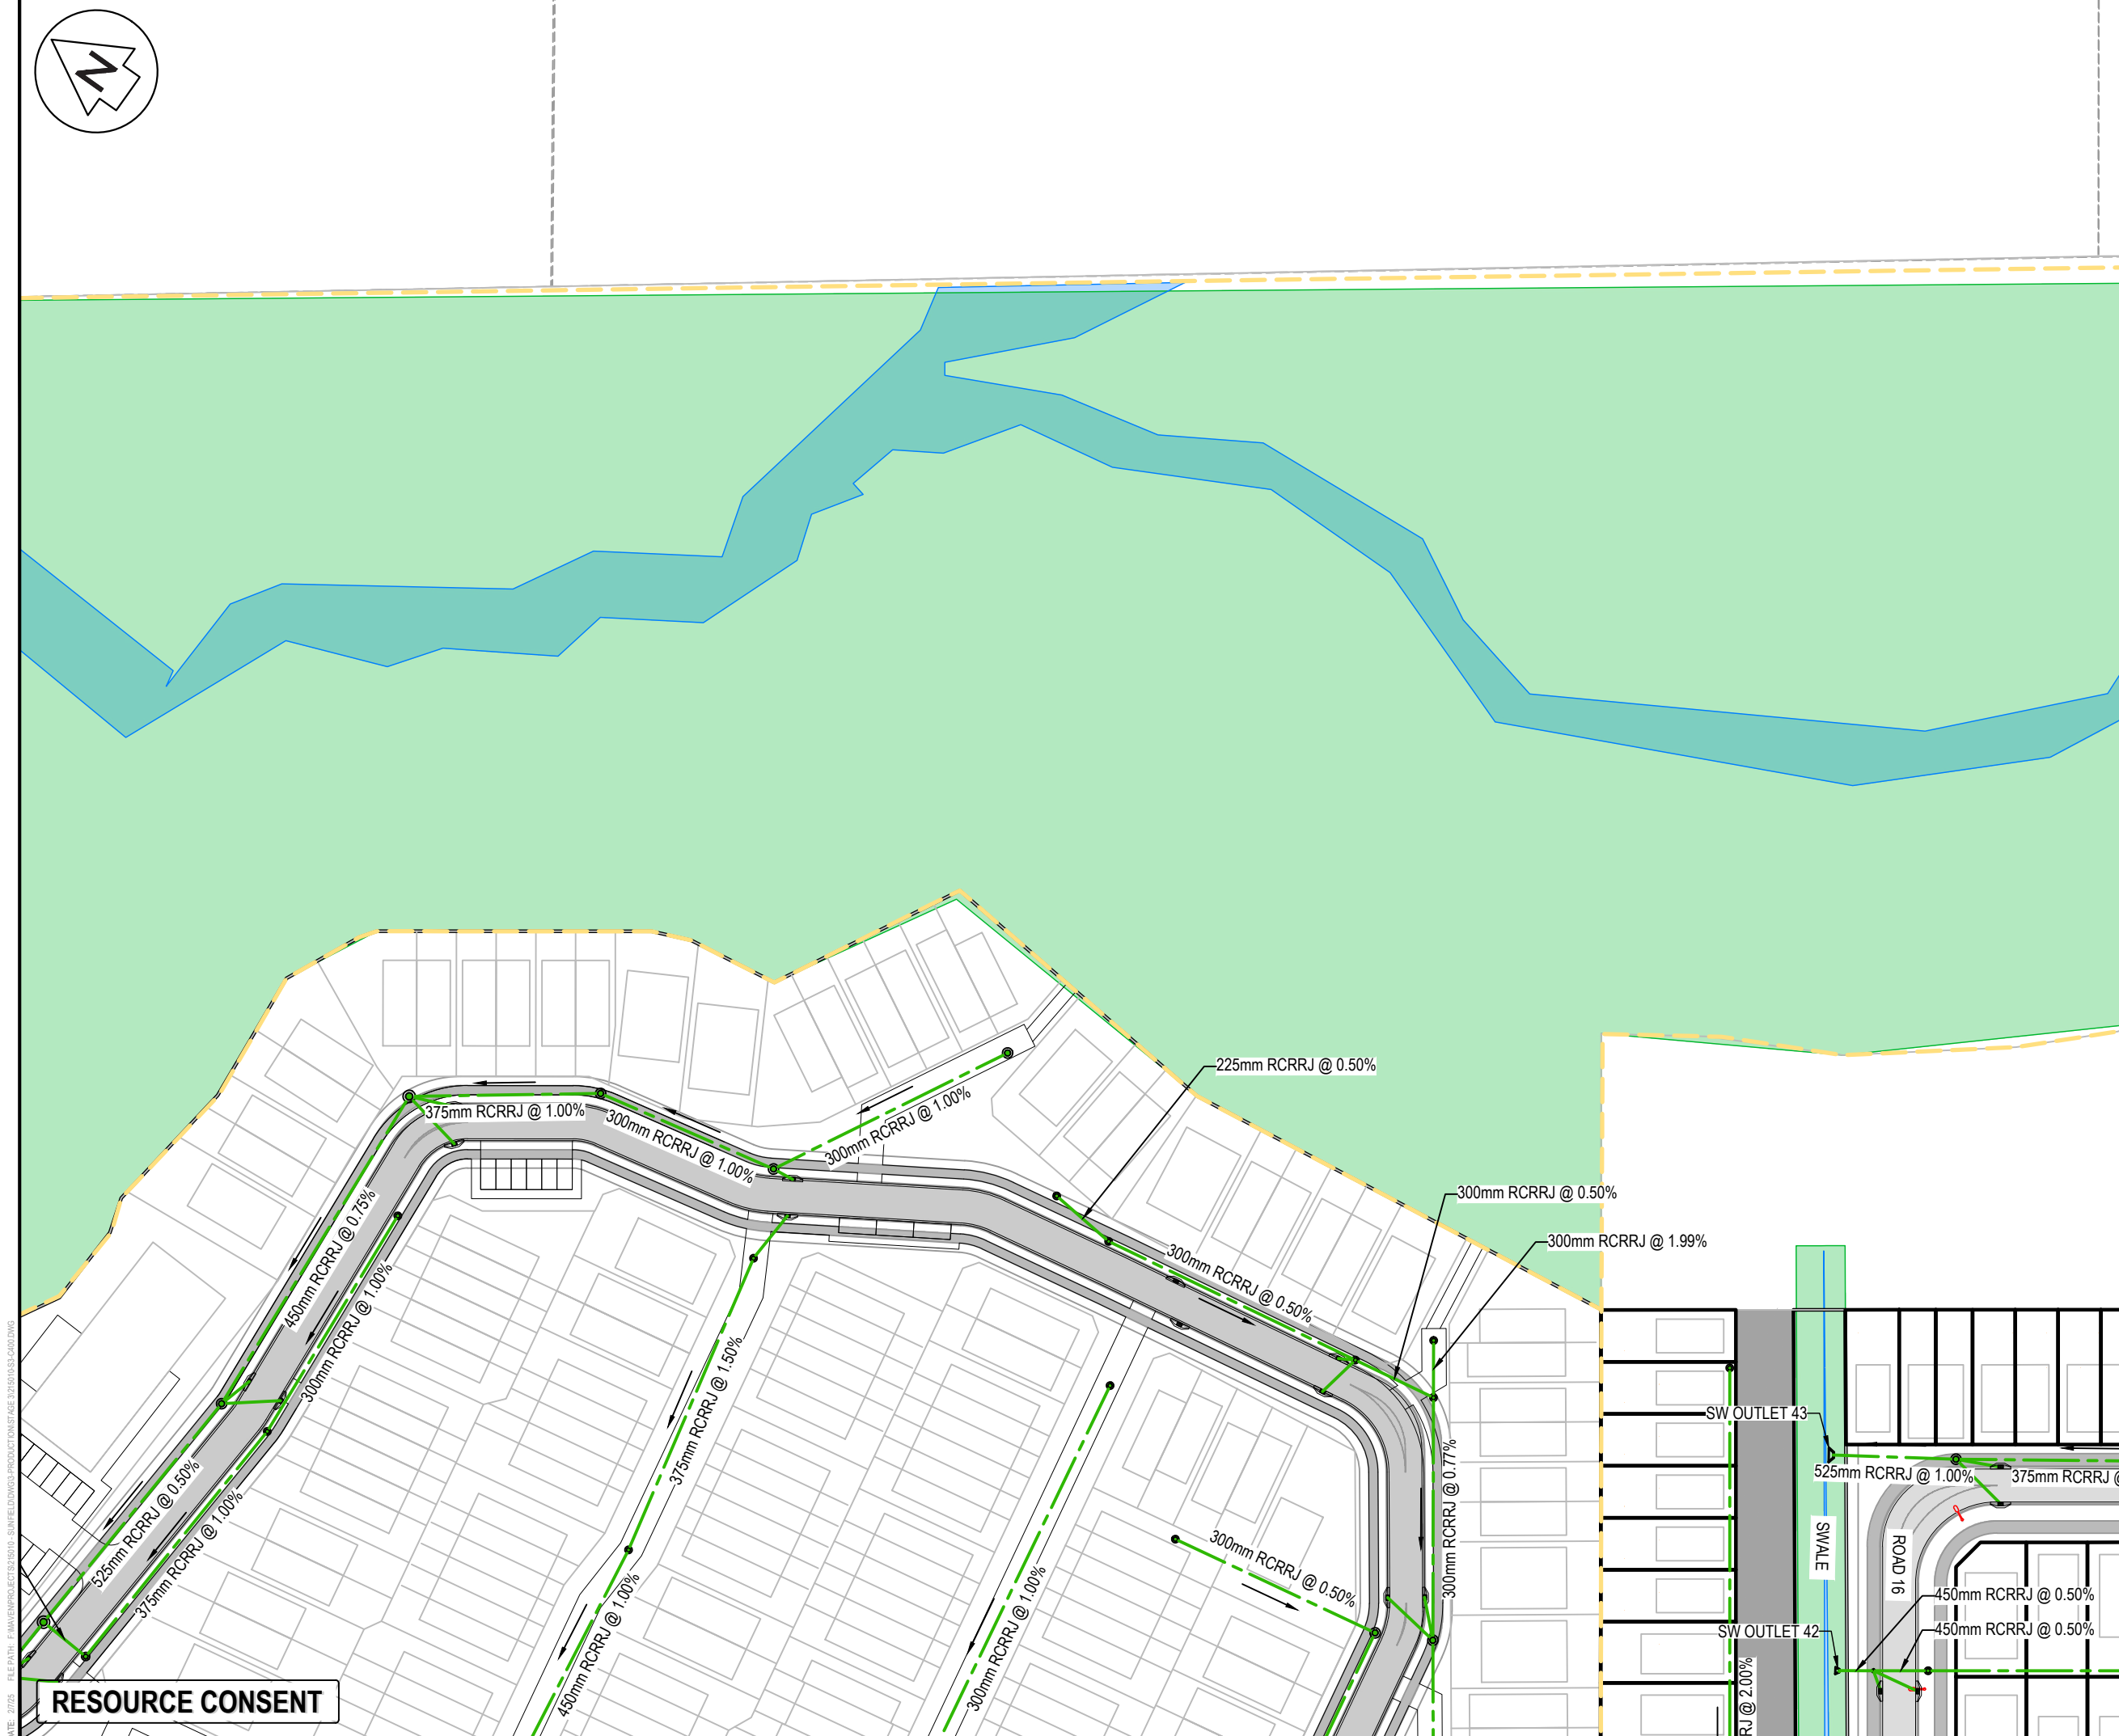 N
225mm RCRRJ @ 0.50%
375mm RCRRJ @ 1.00%
300mm RCRRJ @ 1.00%
300mm RCRRJ @ 1.00%
300mm RCRRJ @ 0.50%
300mm RCRRJ @ 1.99%
450mm RCRRJ @ 0.75%
300mm RCRRJ @ 1.00%
300mm RCRRJ @ 0.50%
375mm RCRRJ @ 1.50%
SW OUTLET 43
525mm RCRRJ @ 1.00%
375mm RCRRJ @
525mm RCRRJ @ 0.50%
375mm RCRRJ @ 1.00%
300mm RCRRJ @ 0.77%
300mm RCRRJ @ 0.50%
SWALE
ROAD 16
450mm RCRRJ @ 1.00%
300mm RCRRJ @ 1.00%
450mm RCRRJ @ 0.50%
SW OUTLET 42
450mm RCRRJ @ 0.50%
RJ @ 2.00%
RESOURCE CONSENT